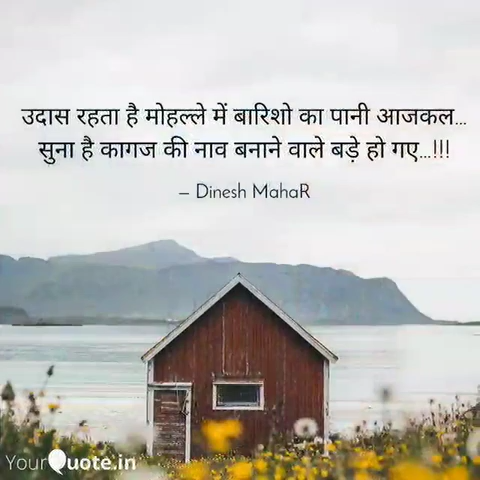 उदास रहता है मोहल्ले में बारिशो का पानी आजकल...
सुना है कागज की नाव बनाने वाले बड़े हो गए...!!!
– Dinesh MahaR
YourQuote.in